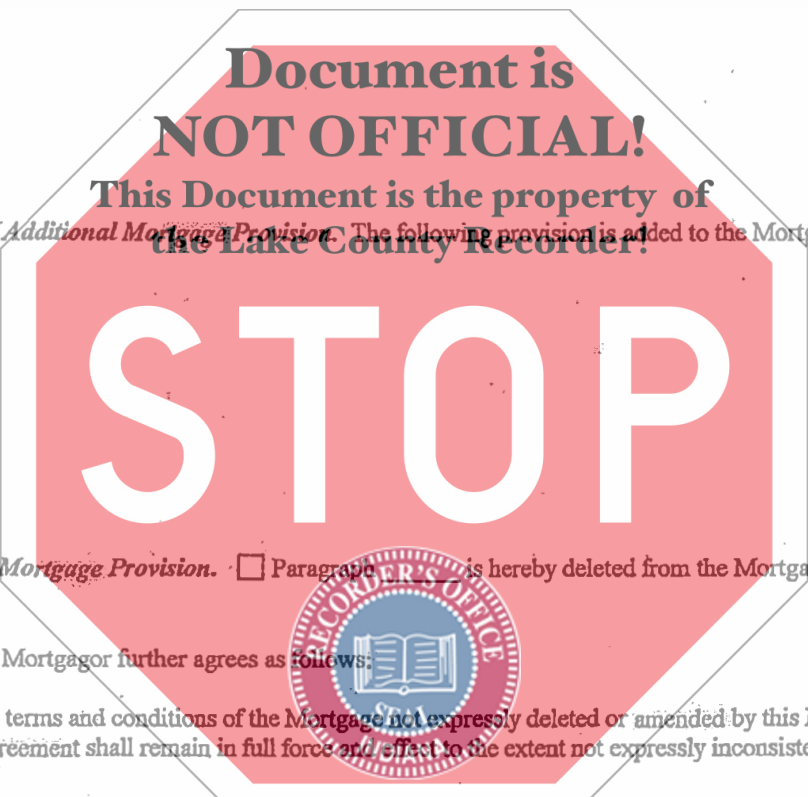 Document is
NOT OFFICIAL!
This Document is the property of
the Lake County Recorder!
Additional Mortgage Provision. The following provision is added to the Mortg
STOP
Mortgage Provision. Paragraph ______ is hereby deleted from the Mortga
RECORDER'S OFFICE
Mortgagor further agrees as follows:
SEAL
INDIANA
terms and conditions of the Mortgage not expressly deleted or amended by this
reement shall remain in full force and effect to the extent not expressly inconsiste